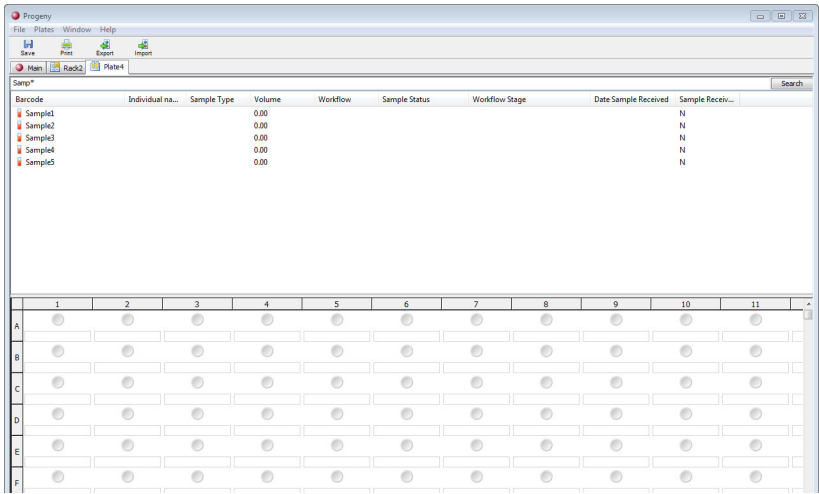 Progeny
File Plates Window Help
Save Print Export Import
Main Rack2 Plate4
Samp* Search
Barcode Individual na... Sample Type Volume Workflow Sample Status Workflow Stage Date Sample Received Sample Receiv...
Sample1 0.00 N
Sample2 0.00 N
Sample3 0.00 N
Sample4 0.00 N
Sample5 0.00 N
1 2 3 4 5 6 7 8 9 10 11
A
B
C
D
E
F